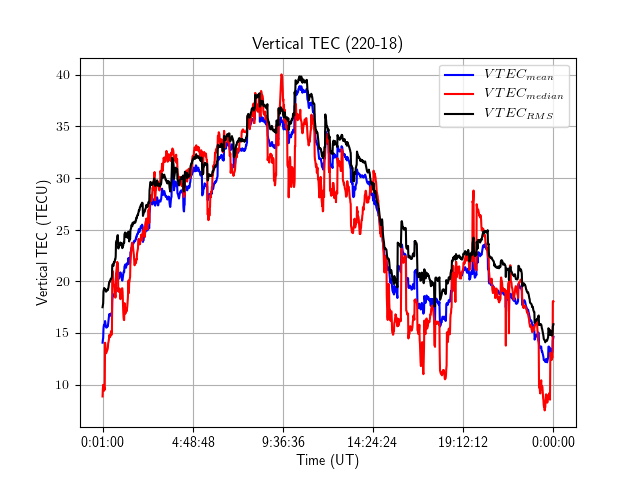 Vertical TEC (220-18)
VTEC_mean
VTEC_median
VTEC_RMS
Vertical TEC (TECU)
40
35
30
25
20
15
10
0:01:00 4:48:48 9:36:36 14:24:24 19:12:12 0:00:00
Time (UT)